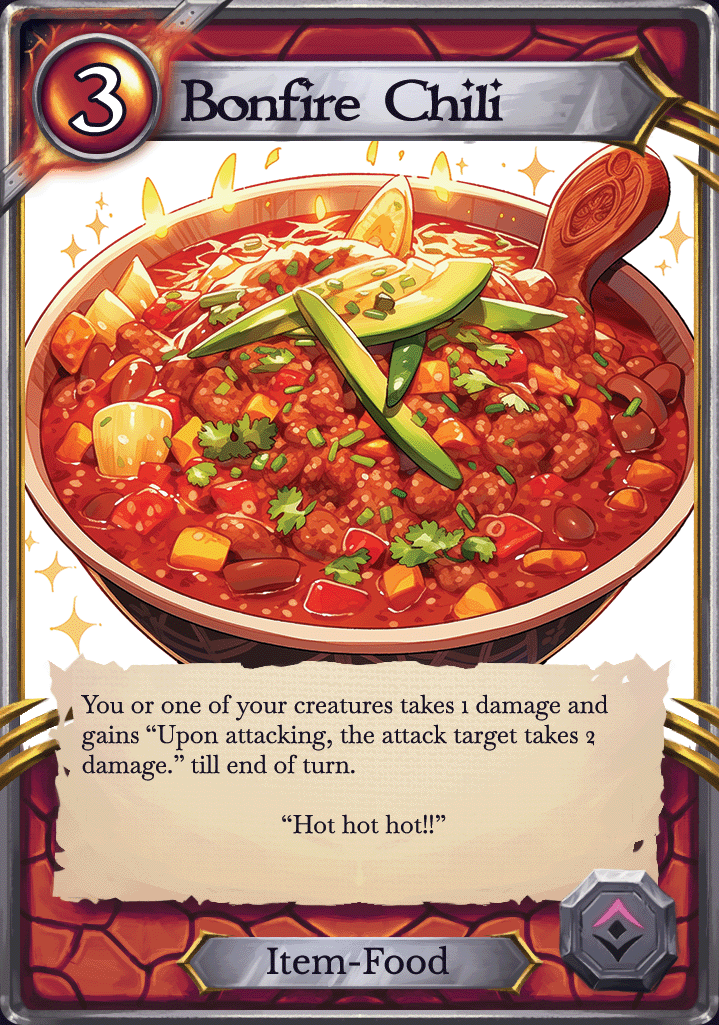 3
Bonfire Chili
You or one of your creatures takes 1 damage and
gains “Upon attacking, the attack target takes 2
damage.” till end of turn.
“Hot hot hot!!”
Item-Food